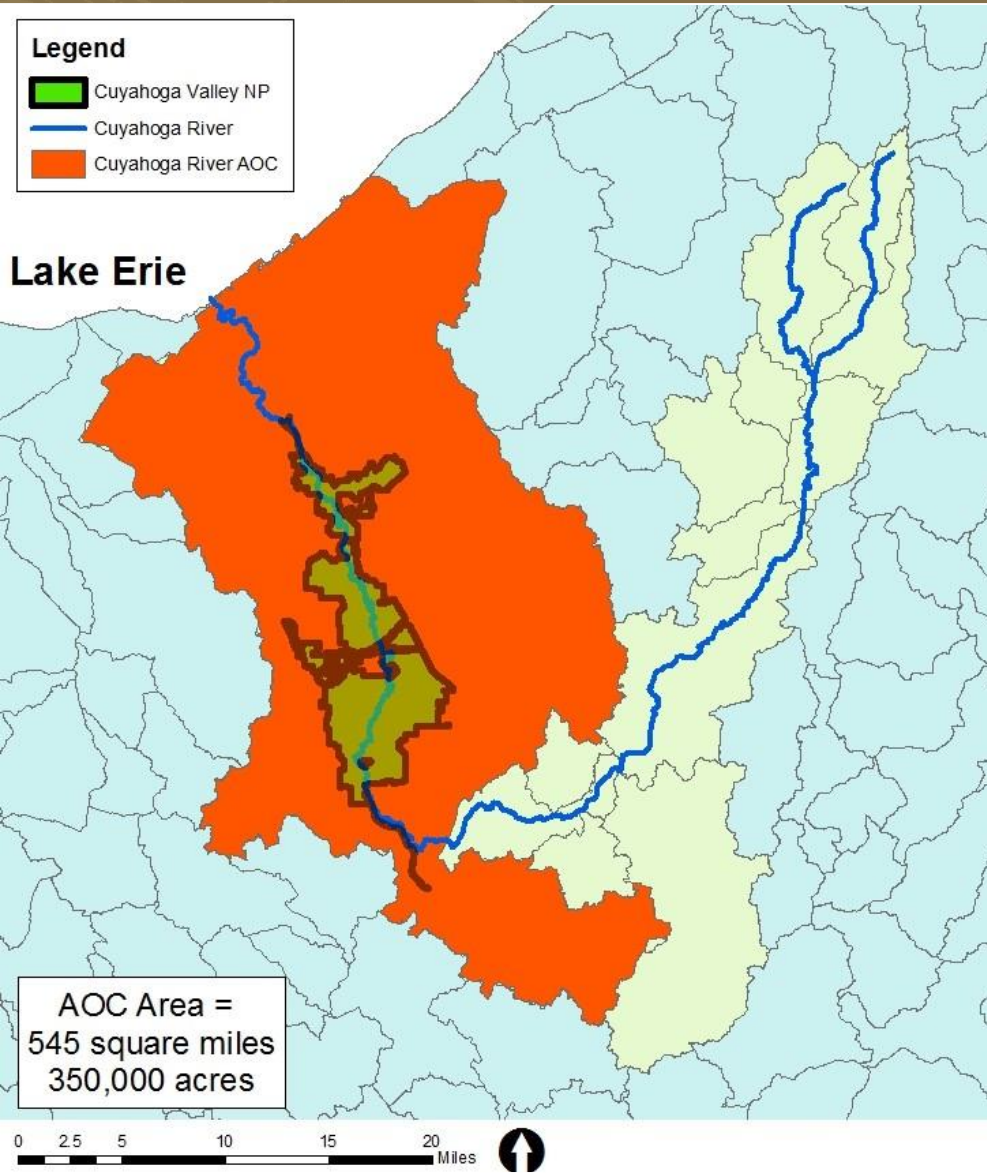 Legend
Cuyahoga Valley NP
Cuyahoga River
Cuyahoga River AOC
Lake Erie
AOC Area =
545 square miles
350,000 acres
0 2.5 5 10 15 20
Miles